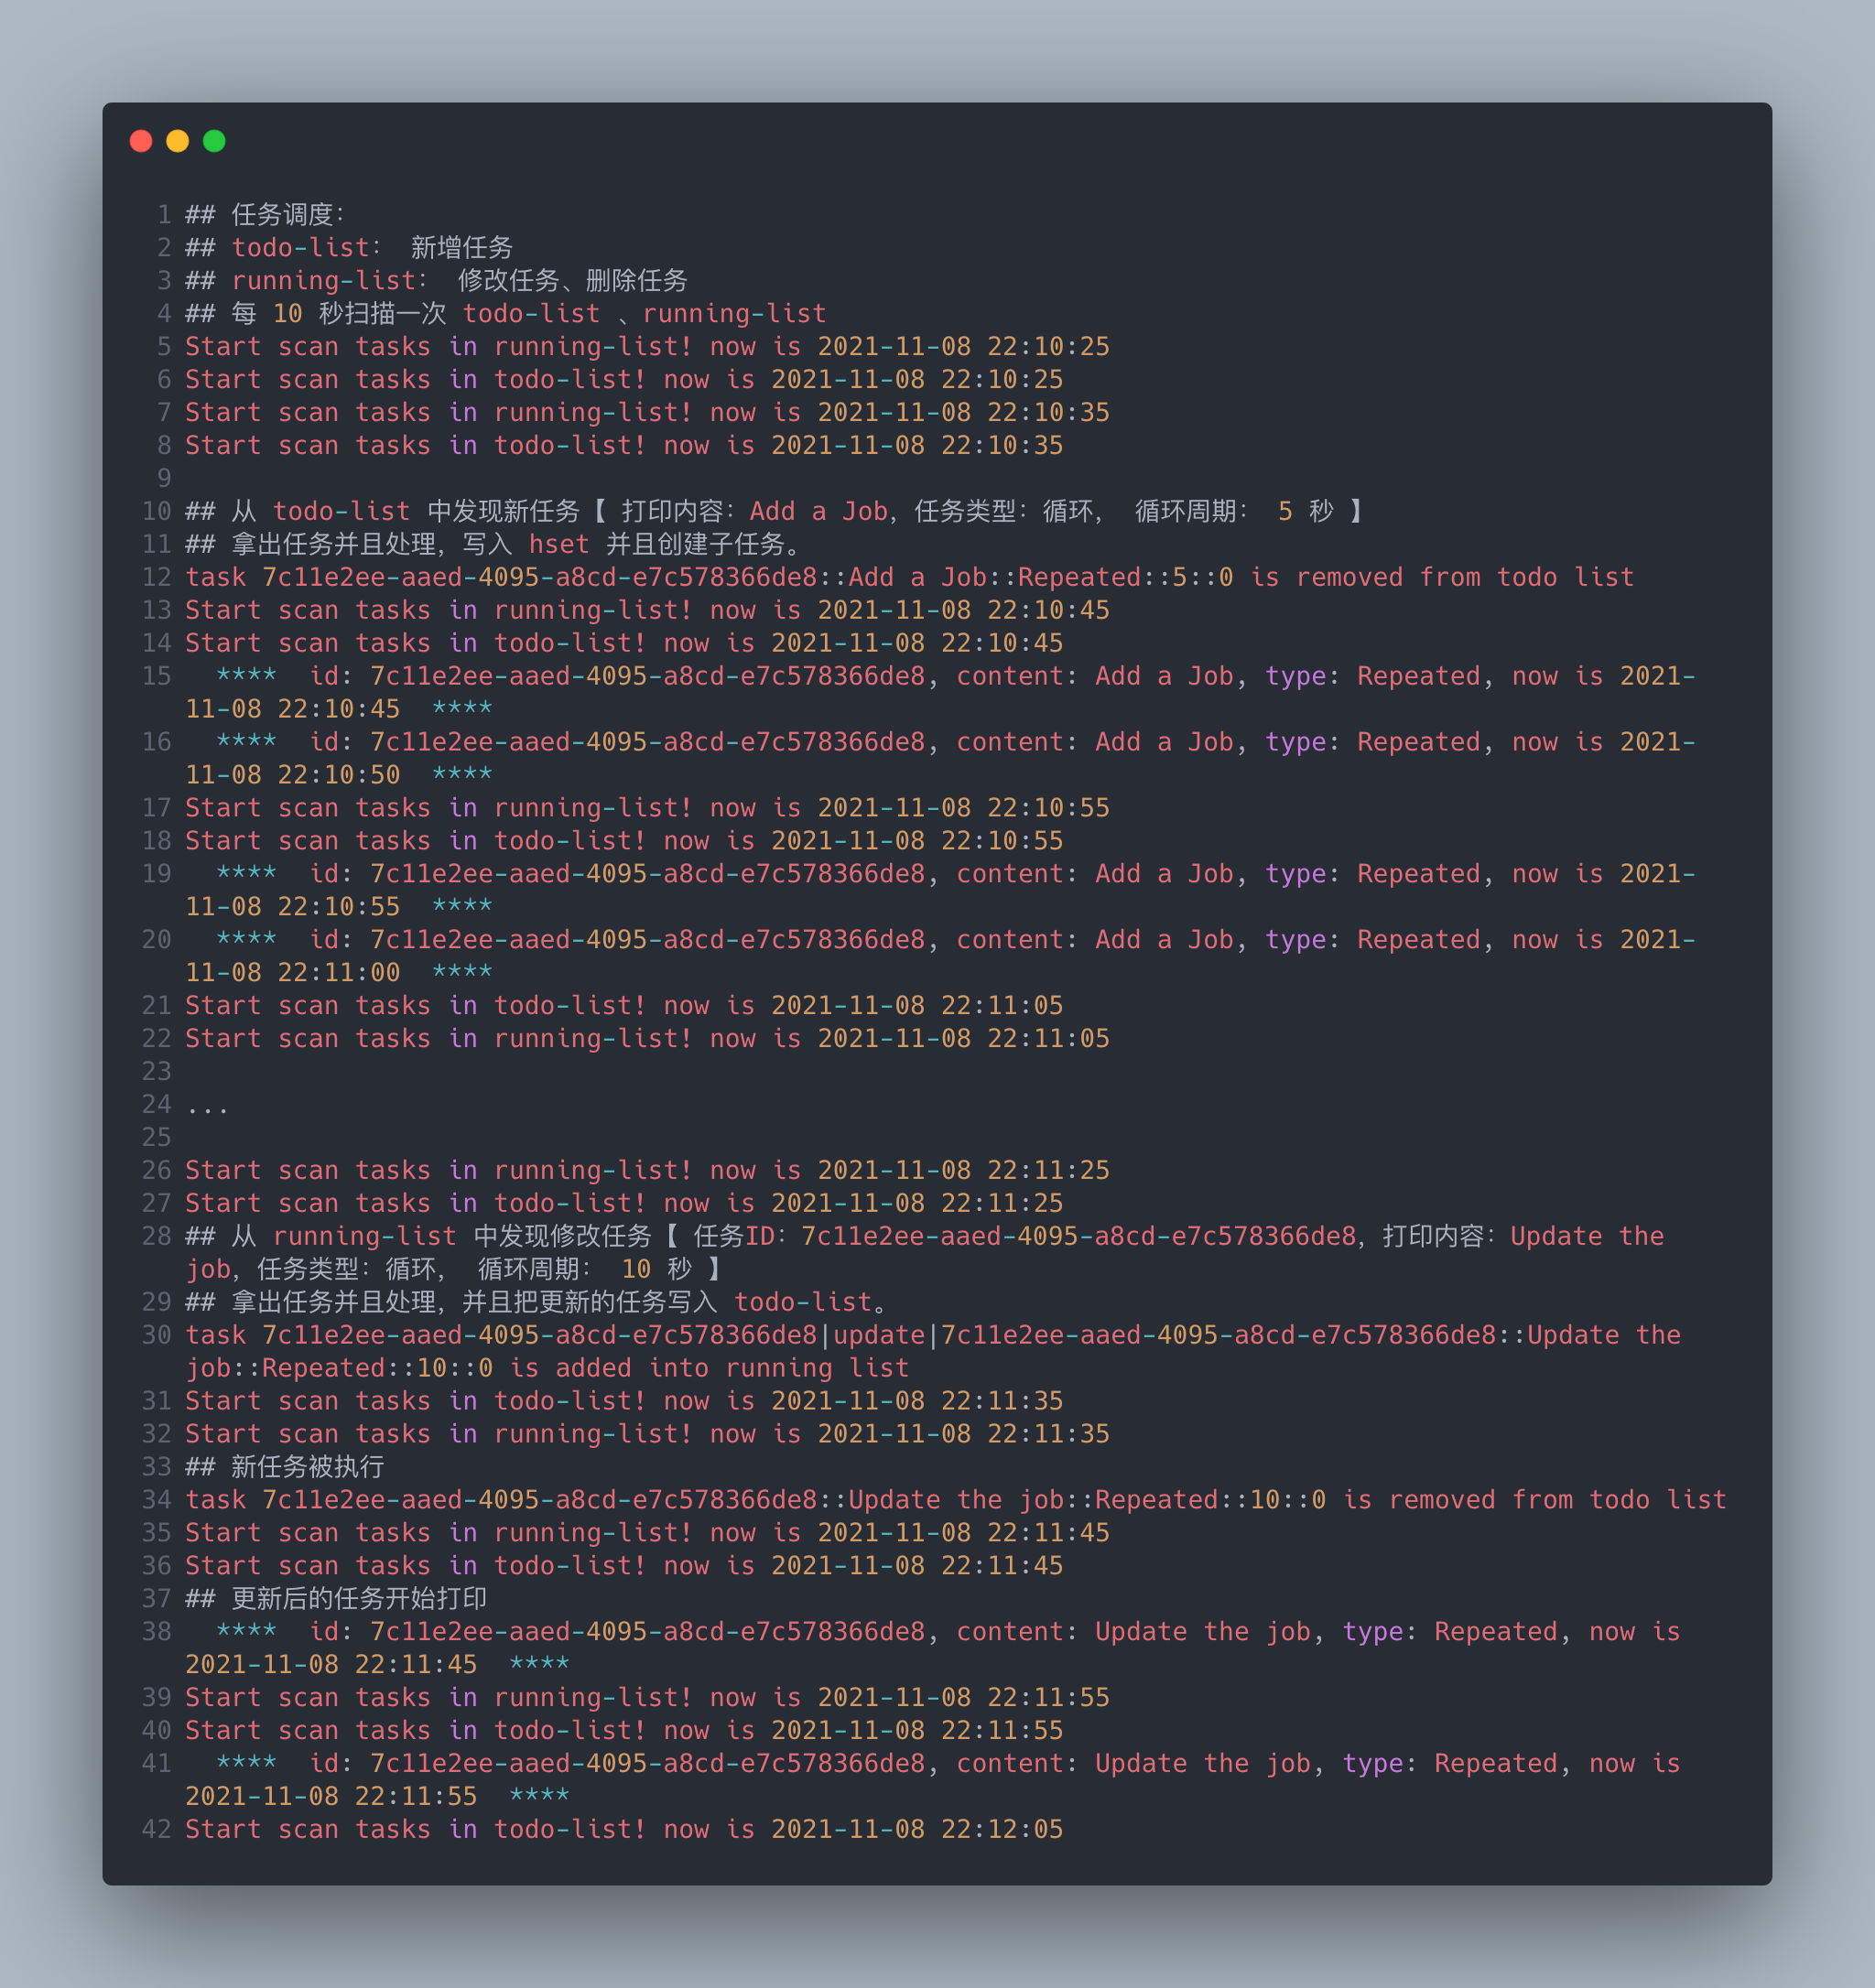 1 ## 任务调度：
2 ## todo-list： 新增任务
3 ## running-list： 修改任务、删除任务
4 ## 每 10 秒扫描一次 todo-list 、running-list
5 Start scan tasks in running-list! now is 2021-11-08 22:10:25
6 Start scan tasks in todo-list! now is 2021-11-08 22:10:25
7 Start scan tasks in running-list! now is 2021-11-08 22:10:35
8 Start scan tasks in todo-list! now is 2021-11-08 22:10:35
9
10 ## 从 todo-list 中发现新任务【 打印内容：Add a Job，任务类型：循环， 循环周期： 5 秒 】
11 ## 拿出任务并且处理，写入 hset 并且创建子任务。
12 task 7c11e2ee-aaed-4095-a8cd-e7c578366de8::Add a Job::Repeated::5::0 is removed from todo list
13 Start scan tasks in running-list! now is 2021-11-08 22:10:45
14 Start scan tasks in todo-list! now is 2021-11-08 22:10:45
15   ****  id: 7c11e2ee-aaed-4095-a8cd-e7c578366de8, content: Add a Job, type: Repeated, now is 2021-
11-08 22:10:45  ****
16   ****  id: 7c11e2ee-aaed-4095-a8cd-e7c578366de8, content: Add a Job, type: Repeated, now is 2021-
11-08 22:10:50  ****
17 Start scan tasks in running-list! now is 2021-11-08 22:10:55
18 Start scan tasks in todo-list! now is 2021-11-08 22:10:55
19   ****  id: 7c11e2ee-aaed-4095-a8cd-e7c578366de8, content: Add a Job, type: Repeated, now is 2021-
11-08 22:10:55  ****
20   ****  id: 7c11e2ee-aaed-4095-a8cd-e7c578366de8, content: Add a Job, type: Repeated, now is 2021-
11-08 22:11:00  ****
21 Start scan tasks in todo-list! now is 2021-11-08 22:11:05
22 Start scan tasks in running-list! now is 2021-11-08 22:11:05
23
24 ...
25
26 Start scan tasks in running-list! now is 2021-11-08 22:11:25
27 Start scan tasks in todo-list! now is 2021-11-08 22:11:25
28 ## 从 running-list 中发现修改任务【 任务ID：7c11e2ee-aaed-4095-a8cd-e7c578366de8，打印内容：Update the
job，任务类型：循环， 循环周期： 10 秒 】
29 ## 拿出任务并且处理，并且把更新的任务写入 todo-list。
30 task 7c11e2ee-aaed-4095-a8cd-e7c578366de8|update|7c11e2ee-aaed-4095-a8cd-e7c578366de8::Update the
job::Repeated::10::0 is added into running list
31 Start scan tasks in todo-list! now is 2021-11-08 22:11:35
32 Start scan tasks in running-list! now is 2021-11-08 22:11:35
33 ## 新任务被执行
34 task 7c11e2ee-aaed-4095-a8cd-e7c578366de8::Update the job::Repeated::10::0 is removed from todo list
35 Start scan tasks in running-list! now is 2021-11-08 22:11:45
36 Start scan tasks in todo-list! now is 2021-11-08 22:11:45
37 ## 更新后的任务开始打印
38   ****  id: 7c11e2ee-aaed-4095-a8cd-e7c578366de8, content: Update the job, type: Repeated, now is
2021-11-08 22:11:45  ****
39 Start scan tasks in running-list! now is 2021-11-08 22:11:55
40 Start scan tasks in todo-list! now is 2021-11-08 22:11:55
41   ****  id: 7c11e2ee-aaed-4095-a8cd-e7c578366de8, content: Update the job, type: Repeated, now is
2021-11-08 22:11:55  ****
42 Start scan tasks in todo-list! now is 2021-11-08 22:12:05